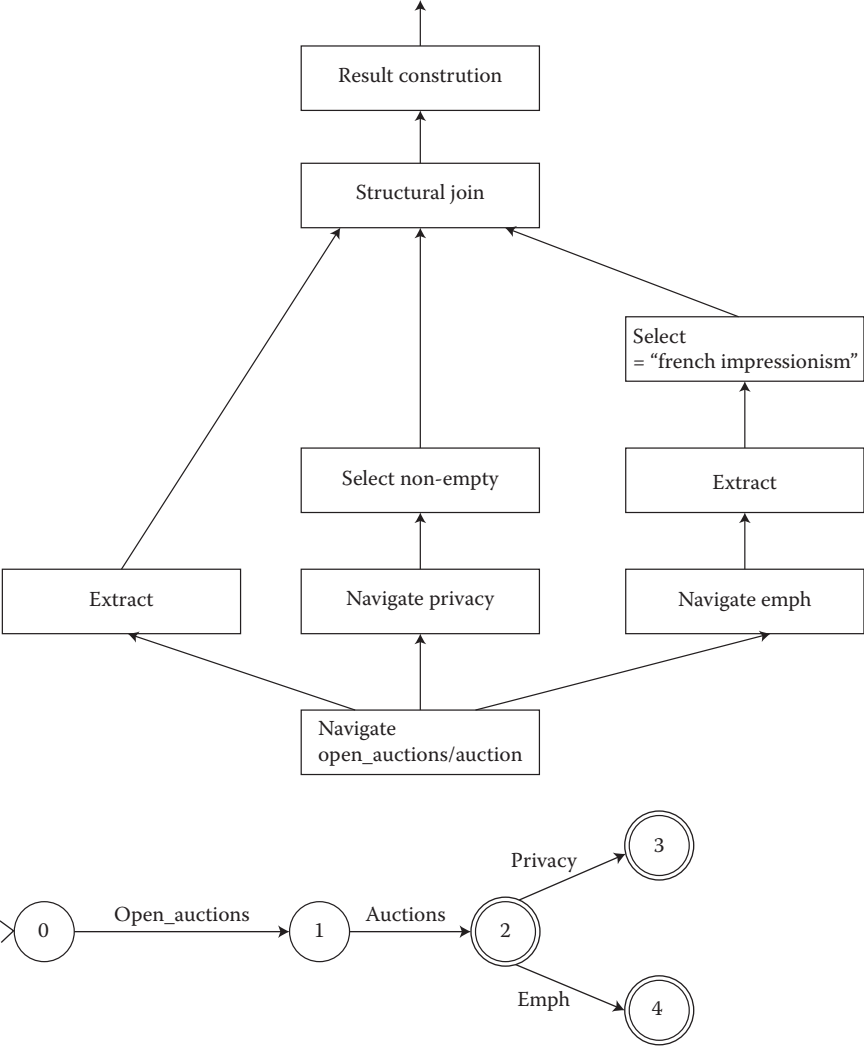 Result constrution
Structural join
Select
= “french impressionism”
Select non-empty
Extract
Extract
Navigate privacy
Navigate emph
Navigate
open_auctions/auction
Privacy
3
Open_auctions
Auctions
0
1
2
Emph
4